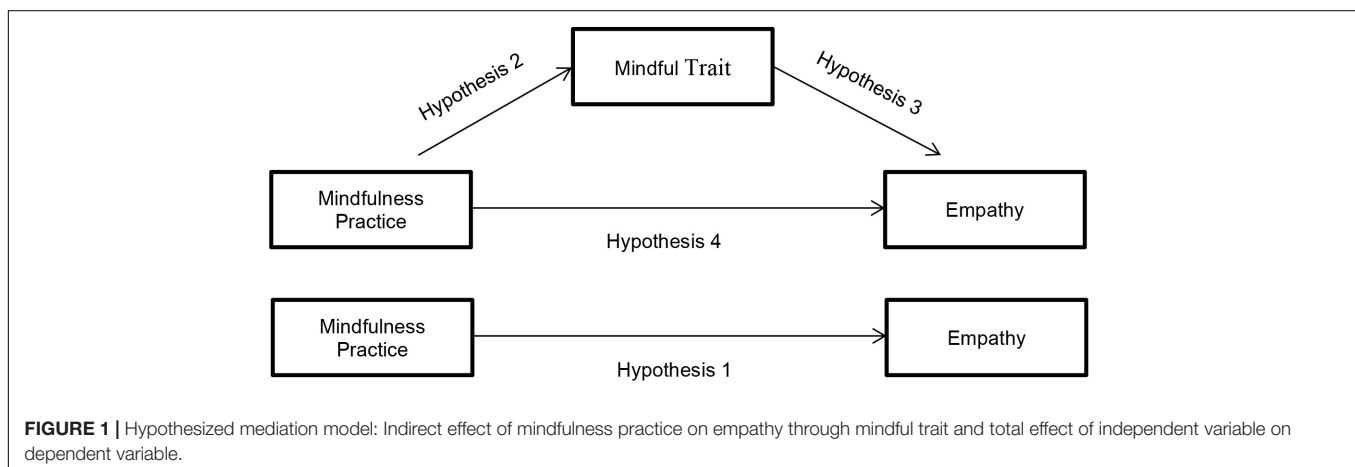 Mindful Trait
Hypothesis 2
Hypothesis 3
Mindfulness
Practice
Empathy
Hypothesis 4
Mindfulness
Practice
Empathy
Hypothesis 1
FIGURE 1 | Hypothesized mediation model: Indirect effect of mindfulness practice on empathy through mindful trait and total effect of independent variable on
dependent variable.